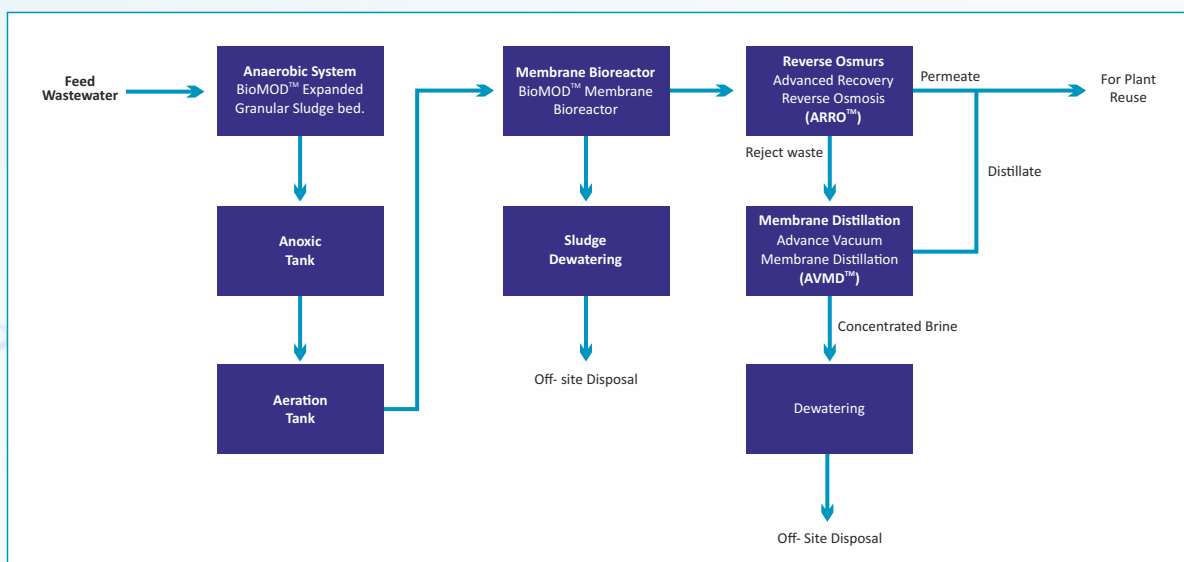 Feed
Wastewater
Anaerobic System
BioMOD™ Expanded
Granular Sludge bed.
Anoxic
Tank
Aeration
Tank
Membrane Bioreactor
BioMOD™ Membrane
Bioreactor
Sludge
Dewatering
Off- site Disposal
Reverse Osmurs
Advanced Recovery
Reverse Osmosis
(ARRO™)
Permeate
For Plant
Reuse
Reject waste
Distillate
Membrane Distillation
Advance Vacuum
Membrane Distillation
(AVMD™)
Concentrated Brine
Dewatering
Off- Site Disposal